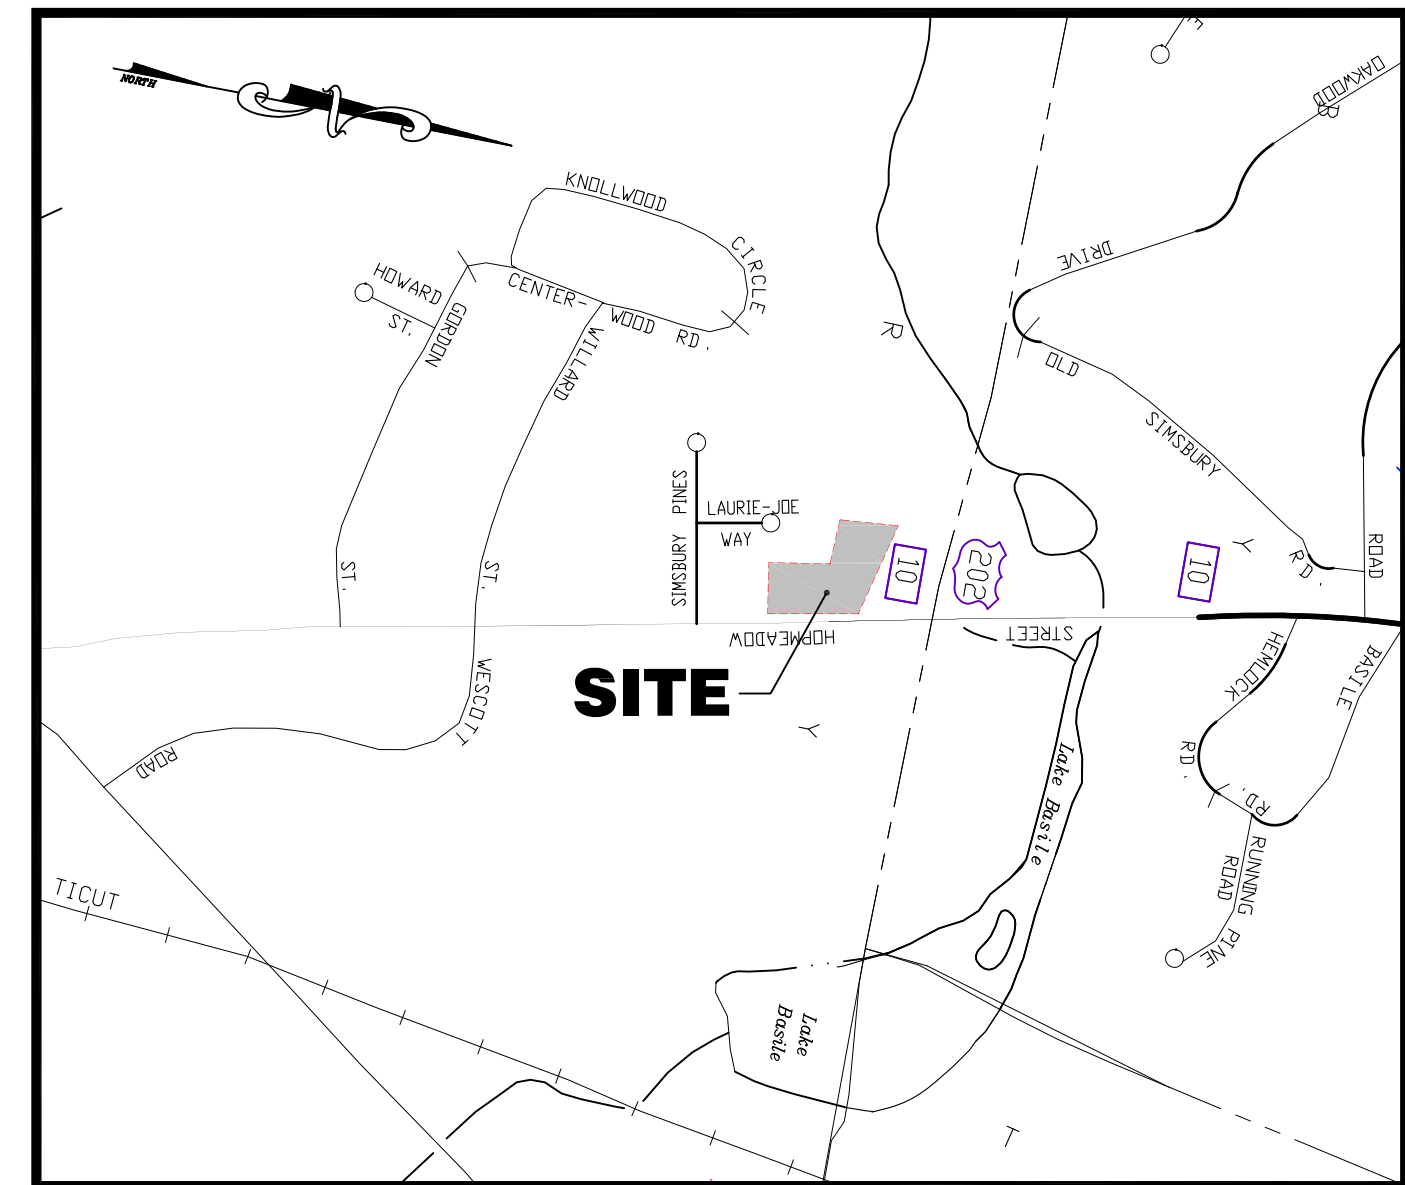 NORTH
OAKWOOD
KNOLLWOOD
CIRCLE
DRIVE
HOWARD
ST.
GORDON
CENTER-
WOOD RD.
WILLARD
R
OLD
SIMSBURY
RD.
SIMSBURY PINES
LAURIE-JOE
WAY
ST.
ST.
10
202
10
Y
ROAD
HOPMEADOW
STREET
SITE
WESCOTT
ROAD
Y
HEMLOCK
RD.
BASILE
RD.
Lake Basile
RUNNING PINE
ROAD
TICUT
Lake
Basile
T